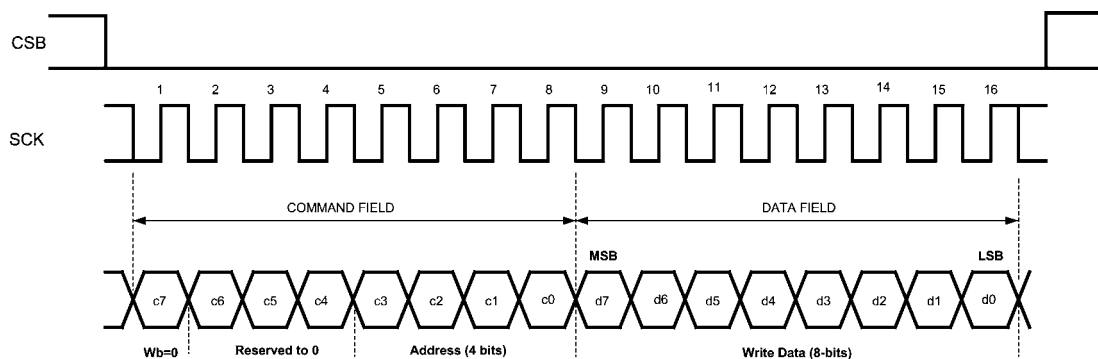 CSB
1 2 3 4 5 6 7 8 9 10 11 12 13 14 15 16
SCK
COMMAND FIELD DATA FIELD
MSB LSB
c7 c6 c5 c4 c3 c2 c1 c0 d7 d6 d5 d4 d3 d2 d1 d0
Wb=0 Reserved to 0 Address (4 bits) Write Data (8-bits)